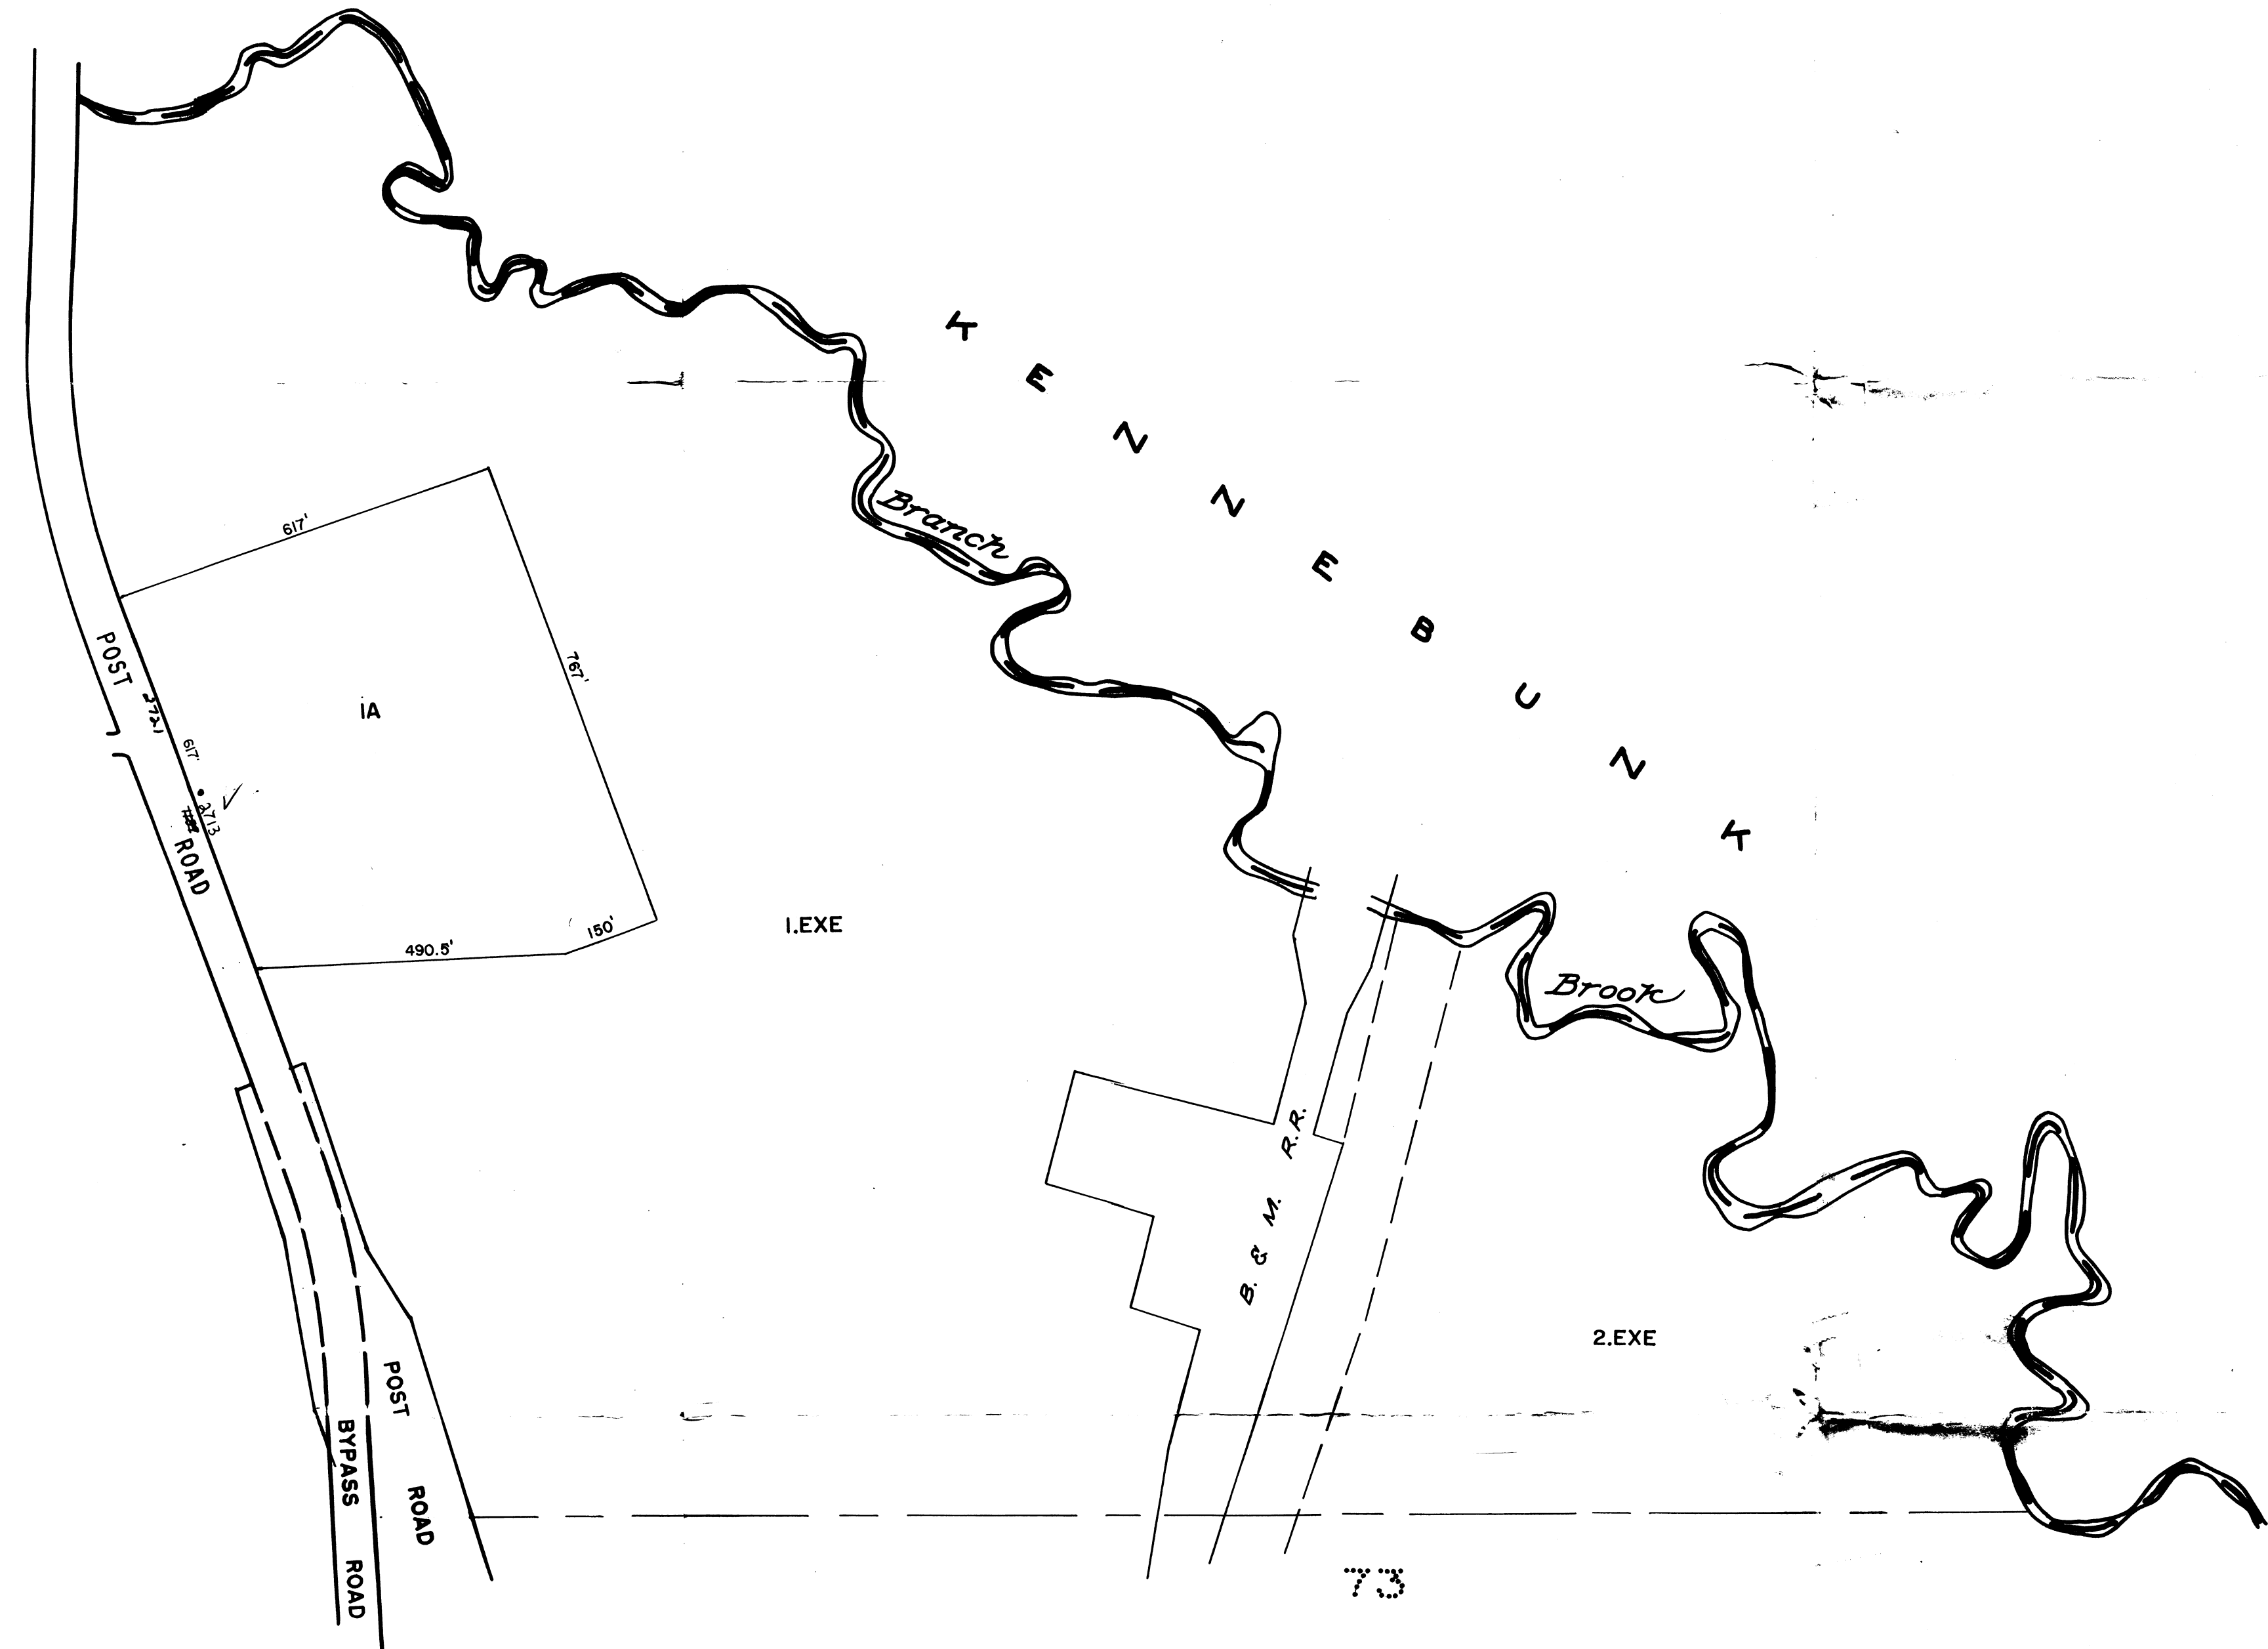 KENNEBUNK
Branch
617'
767'
POST
2721
1A
617'
2713
ROAD
1.EXE
150'
490.5'
Brook
B. & M. R.R.
2.EXE
POST ROAD
BYPASS ROAD
73